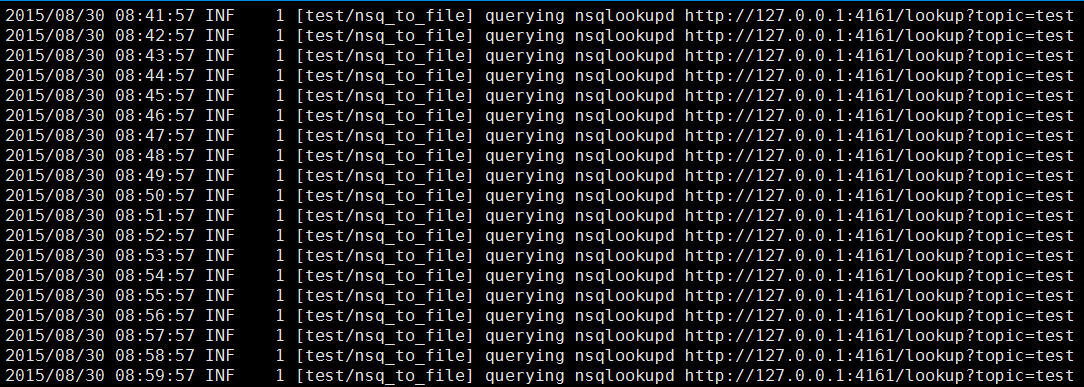 2015/08/30 08:41:57 INF    1 [test/nsq_to_file] querying nsqlookupd http://127.0.0.1:4161/lookup?topic=test
2015/08/30 08:42:57 INF    1 [test/nsq_to_file] querying nsqlookupd http://127.0.0.1:4161/lookup?topic=test
2015/08/30 08:43:57 INF    1 [test/nsq_to_file] querying nsqlookupd http://127.0.0.1:4161/lookup?topic=test
2015/08/30 08:44:57 INF    1 [test/nsq_to_file] querying nsqlookupd http://127.0.0.1:4161/lookup?topic=test
2015/08/30 08:45:57 INF    1 [test/nsq_to_file] querying nsqlookupd http://127.0.0.1:4161/lookup?topic=test
2015/08/30 08:46:57 INF    1 [test/nsq_to_file] querying nsqlookupd http://127.0.0.1:4161/lookup?topic=test
2015/08/30 08:47:57 INF    1 [test/nsq_to_file] querying nsqlookupd http://127.0.0.1:4161/lookup?topic=test
2015/08/30 08:48:57 INF    1 [test/nsq_to_file] querying nsqlookupd http://127.0.0.1:4161/lookup?topic=test
2015/08/30 08:49:57 INF    1 [test/nsq_to_file] querying nsqlookupd http://127.0.0.1:4161/lookup?topic=test
2015/08/30 08:50:57 INF    1 [test/nsq_to_file] querying nsqlookupd http://127.0.0.1:4161/lookup?topic=test
2015/08/30 08:51:57 INF    1 [test/nsq_to_file] querying nsqlookupd http://127.0.0.1:4161/lookup?topic=test
2015/08/30 08:52:57 INF    1 [test/nsq_to_file] querying nsqlookupd http://127.0.0.1:4161/lookup?topic=test
2015/08/30 08:53:57 INF    1 [test/nsq_to_file] querying nsqlookupd http://127.0.0.1:4161/lookup?topic=test
2015/08/30 08:54:57 INF    1 [test/nsq_to_file] querying nsqlookupd http://127.0.0.1:4161/lookup?topic=test
2015/08/30 08:55:57 INF    1 [test/nsq_to_file] querying nsqlookupd http://127.0.0.1:4161/lookup?topic=test
2015/08/30 08:56:57 INF    1 [test/nsq_to_file] querying nsqlookupd http://127.0.0.1:4161/lookup?topic=test
2015/08/30 08:57:57 INF    1 [test/nsq_to_file] querying nsqlookupd http://127.0.0.1:4161/lookup?topic=test
2015/08/30 08:58:57 INF    1 [test/nsq_to_file] querying nsqlookupd http://127.0.0.1:4161/lookup?topic=test
2015/08/30 08:59:57 INF    1 [test/nsq_to_file] querying nsqlookupd http://127.0.0.1:4161/lookup?topic=test